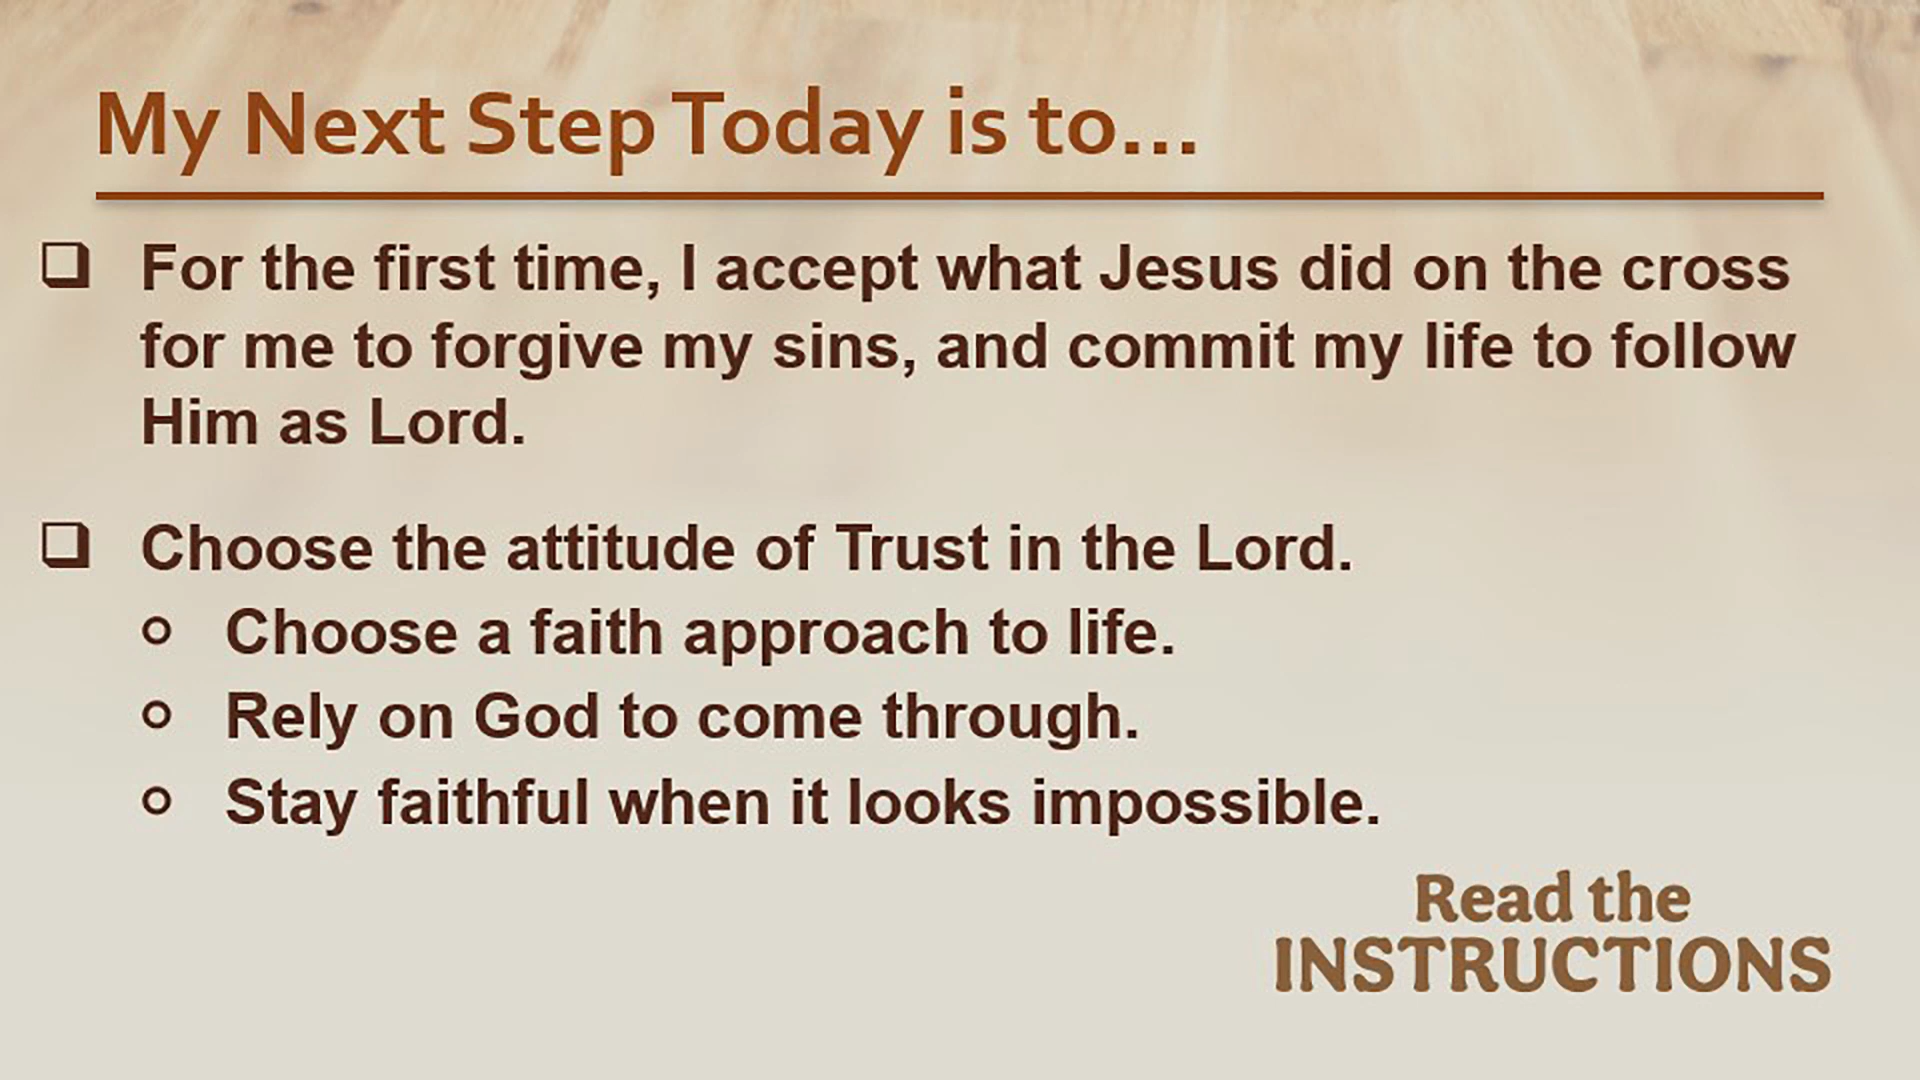 My Next Step Today is to...
❑ For the first time, I accept what Jesus did on the cross
for me to forgive my sins, and commit my life to follow
Him as Lord.
❑ Choose the attitude of Trust in the Lord.
o Choose a faith approach to life.
o Rely on God to come through.
o Stay faithful when it looks impossible.
Read the
INSTRUCTIONS